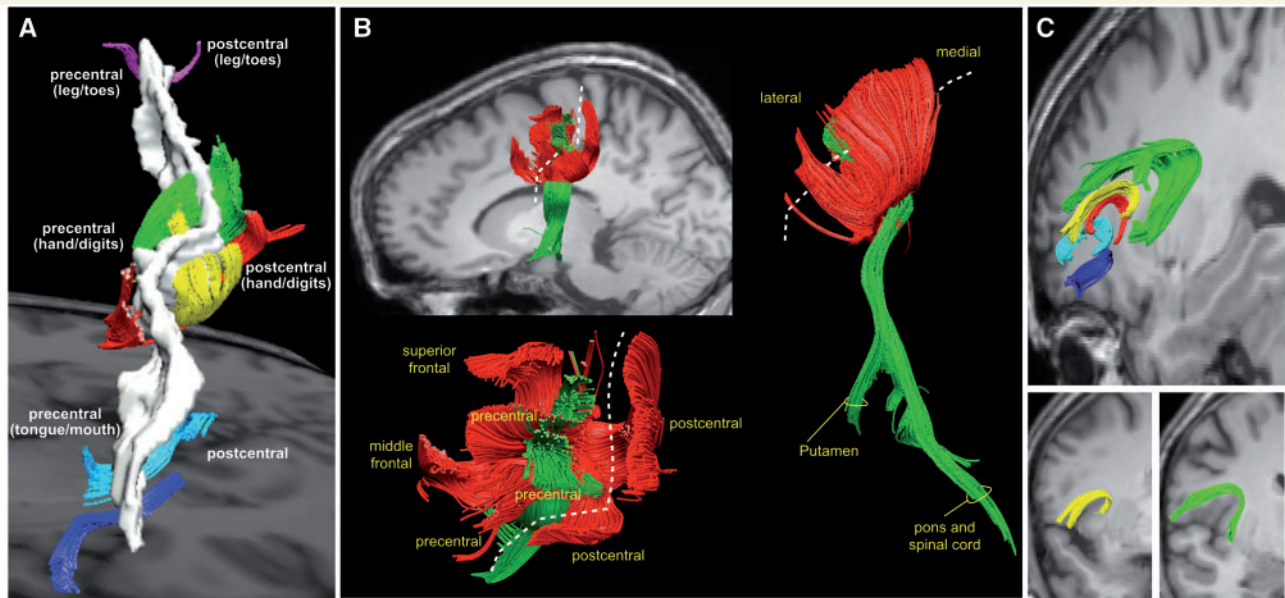 A
postcentral
(leg/toes)
precentral
(leg/toes)
precentral
(hand/digits)
postcentral
(hand/digits)
precentral
(tongue/mouth)
postcentral
B
medial
lateral
superior
frontal
precentral
middle
frontal
postcentral
precentral
precentral
postcentral
Putamen
pons and
spinal cord
C